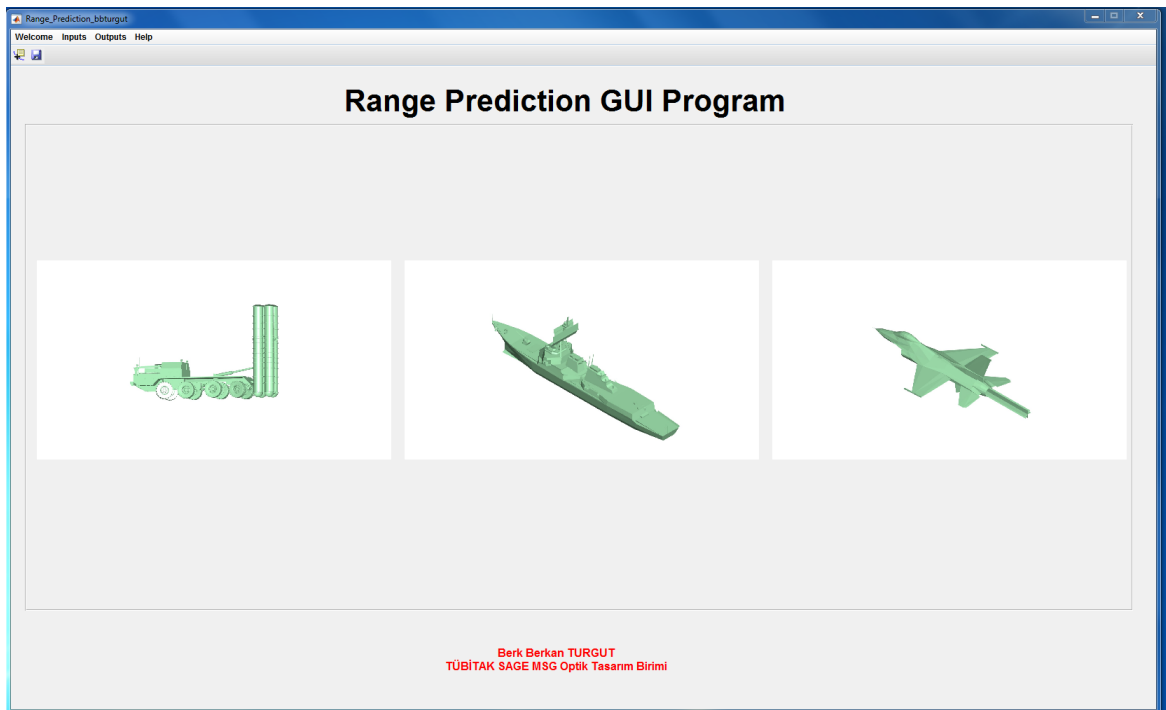 Range_Prediction_bbturgut
Welcome Inputs Outputs Help
Range Prediction GUI Program
Berk Berkan TURGUT
TÜBİTAK SAGE MSG Optik Tasarım Birimi